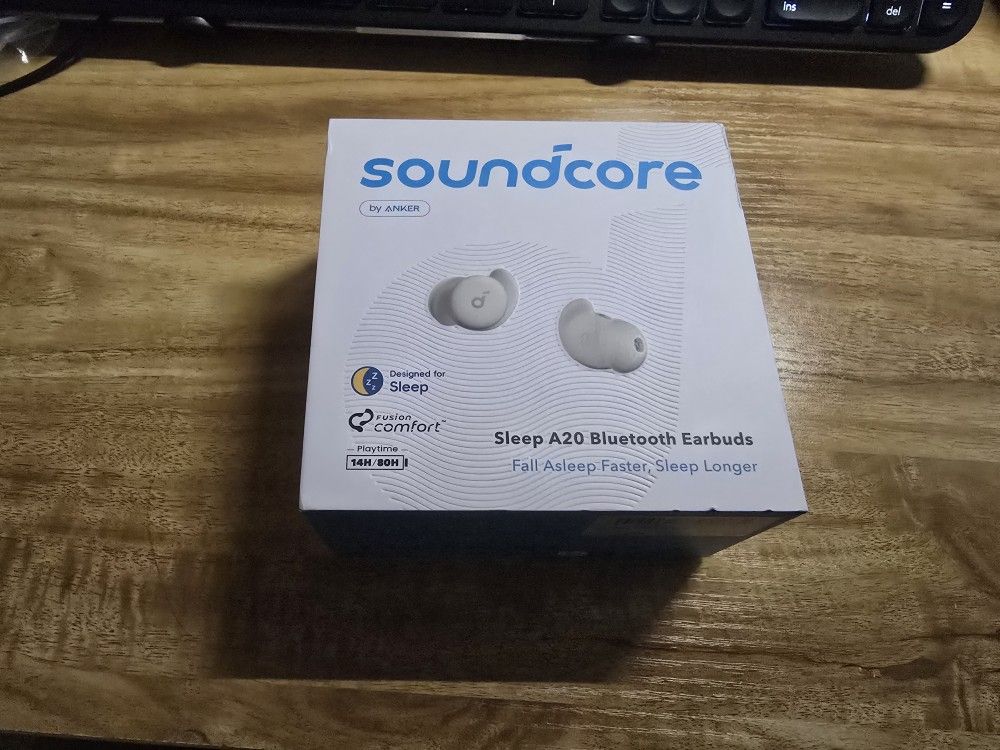 Ins
del
=
soundcore
by ANKER
Designed for
Sleep
Fusion
comfort™
Playtime
14H/80H
Sleep A20 Bluetooth Earbuds
Fall Asleep Faster, Sleep Longer